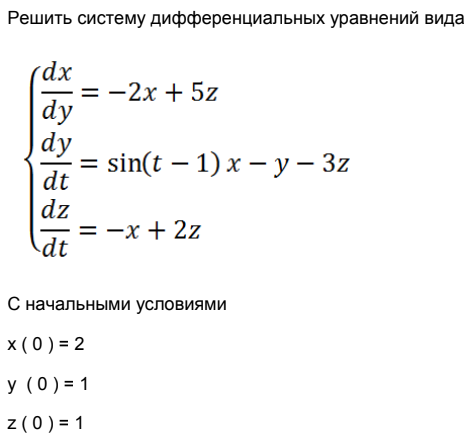 Решить систему дифференциальных уравнений вида
dx/dy = −2x + 5z
dy/dt = sin(t − 1) x − y − 3z
dz/dt = −x + 2z
С начальными условиями
x ( 0 ) = 2
y ( 0 ) = 1
z ( 0 ) = 1